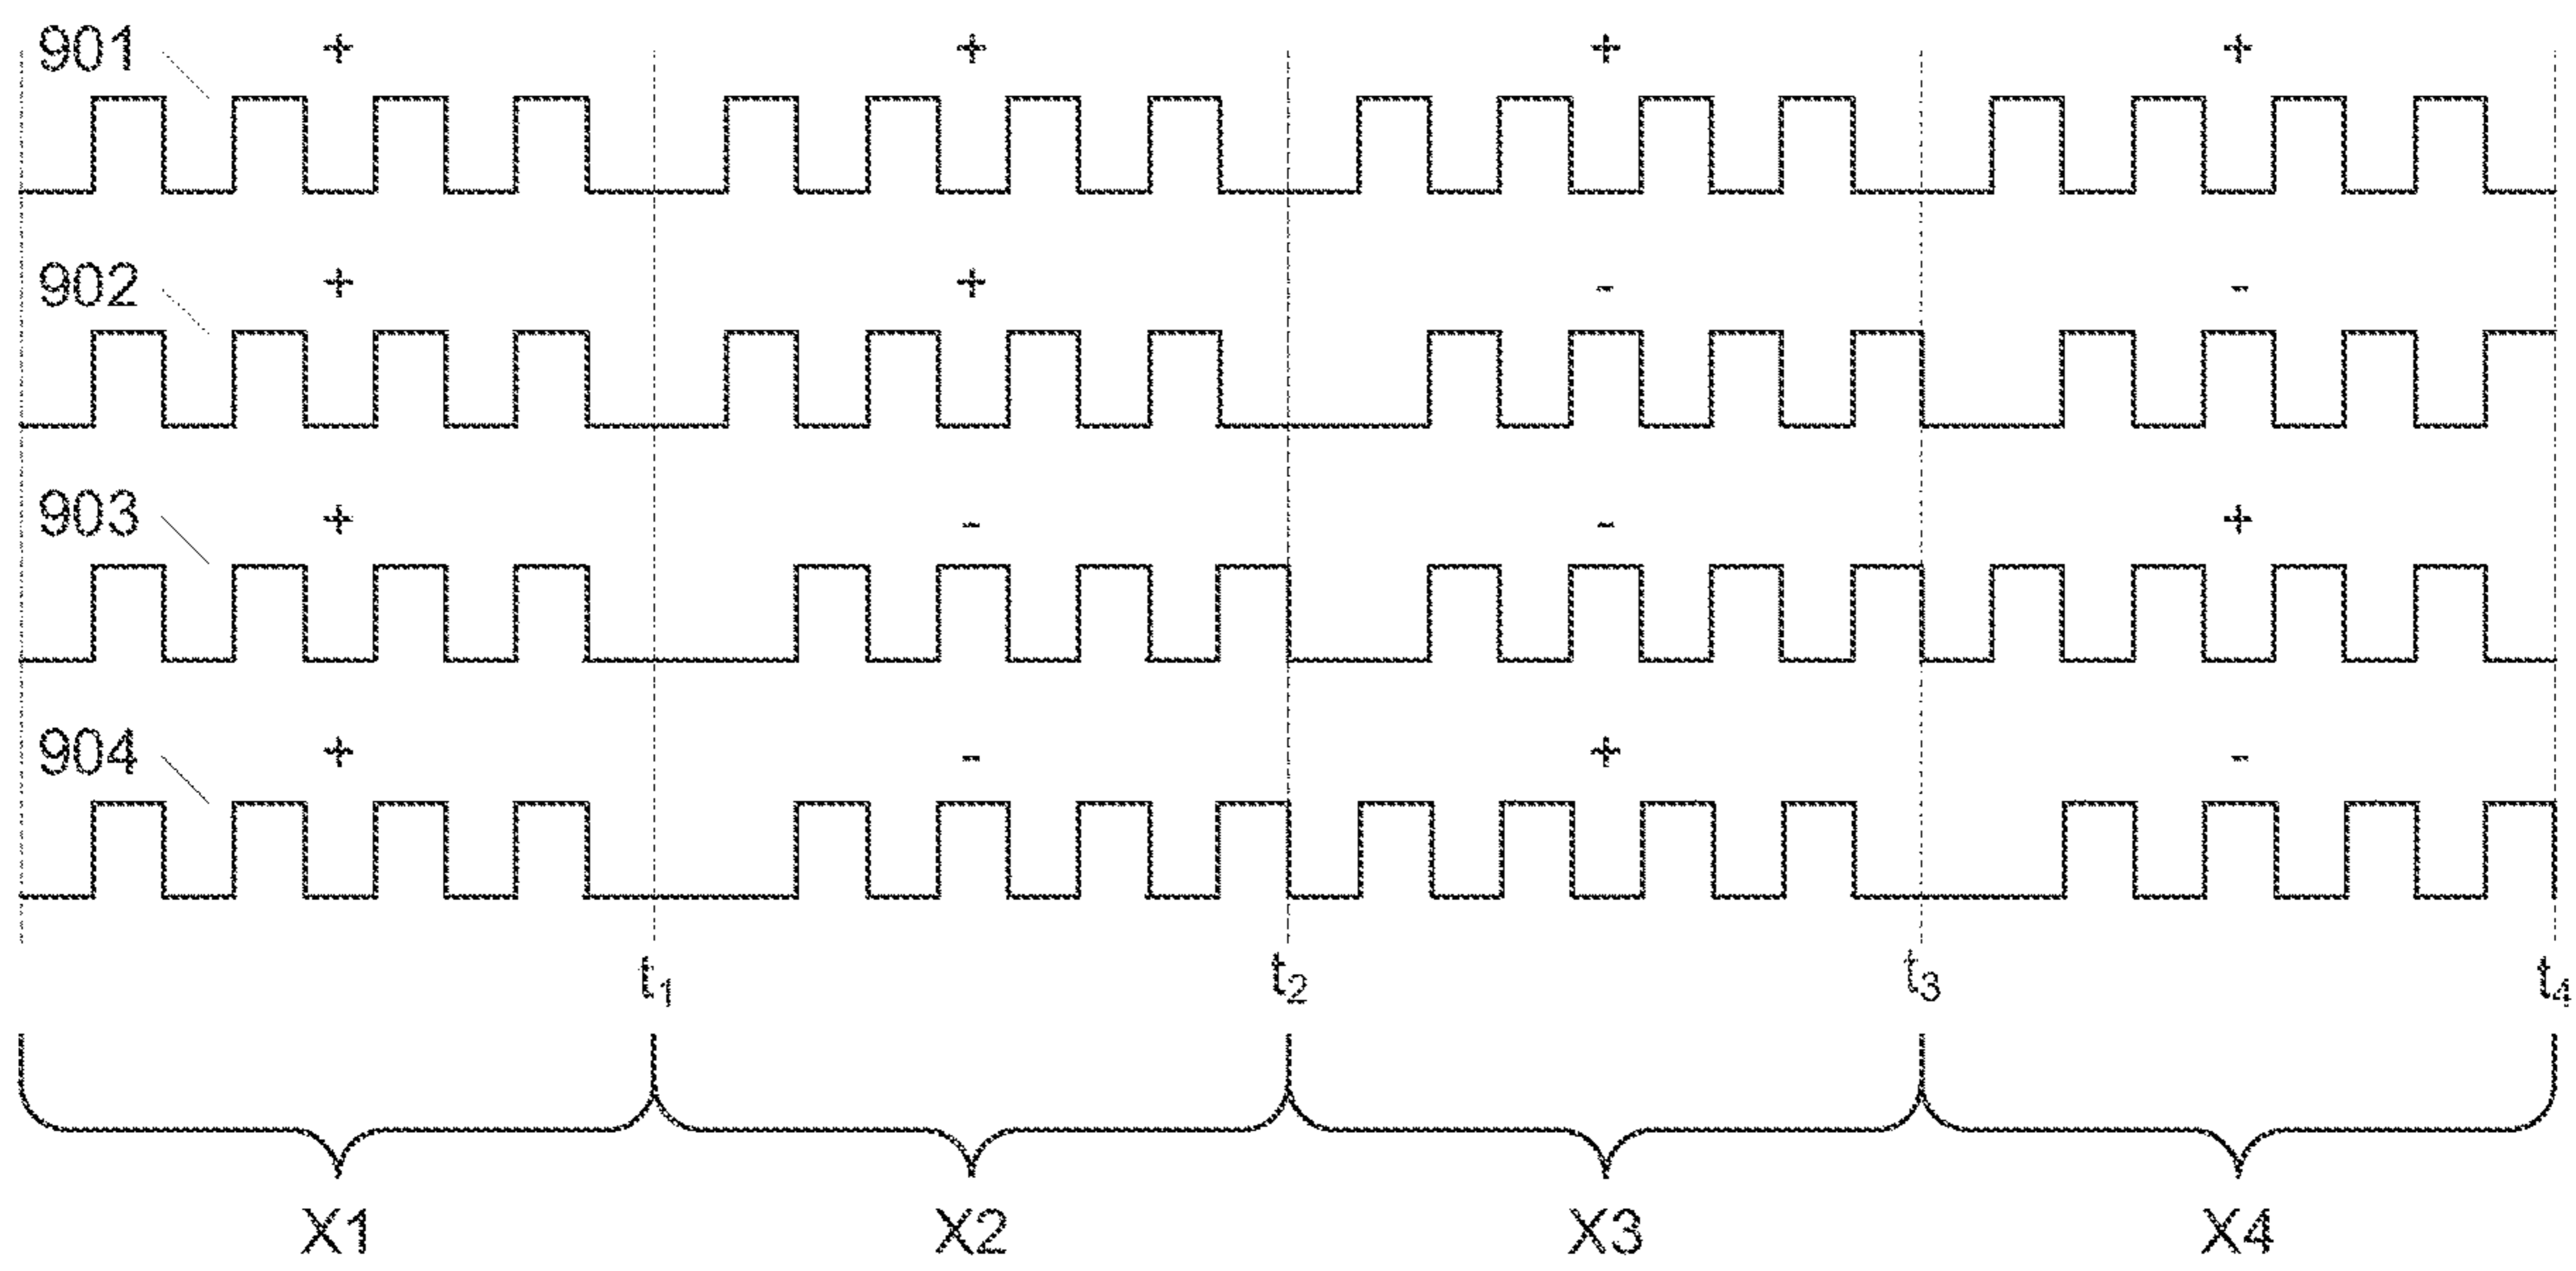 901 + + + +
902 + + - -
903 + - - +
904 + - + -
t1 t2 t3 t4
X1 X2 X3 X4